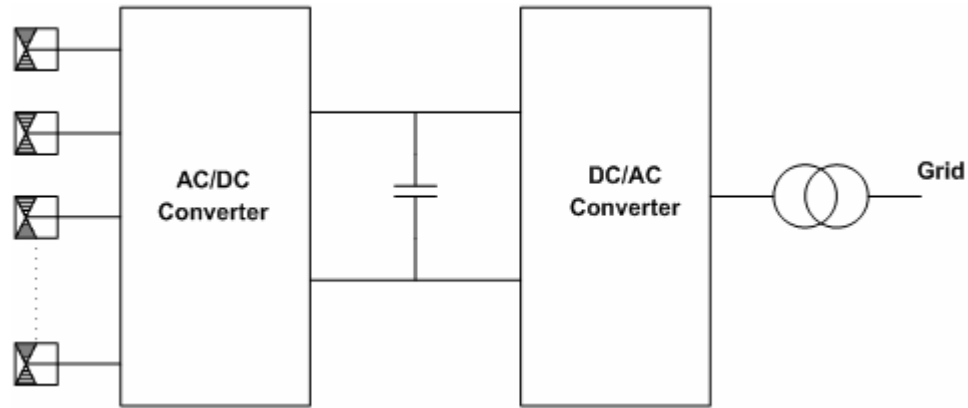 AC/DC
Converter
DC/AC
Converter
Grid